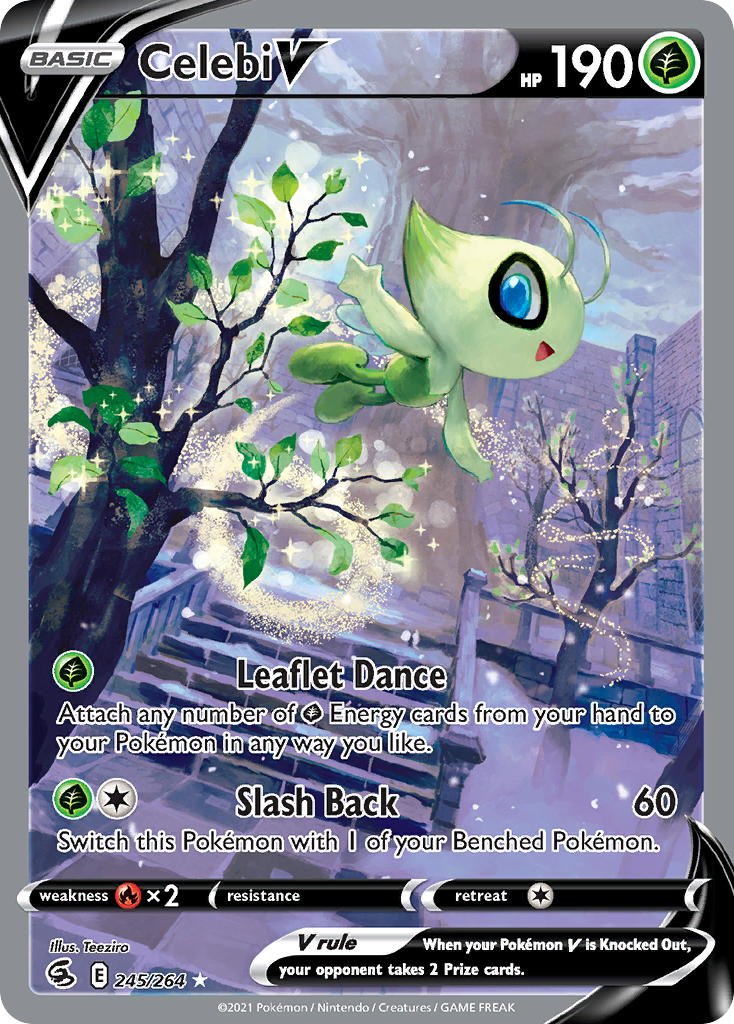 BASIC Celebi V HP 190
Leaflet Dance
Attach any number of Energy cards from your hand to
your Pokémon in any way you like.
Slash Back 60
Switch this Pokémon with 1 of your Benched Pokémon.
weakness ×2 resistance retreat
Illus. Teeziro
V rule When your Pokémon V is Knocked Out,
your opponent takes 2 Prize cards.
E 245/264
©2021 Pokémon / Nintendo / Creatures / GAME FREAK